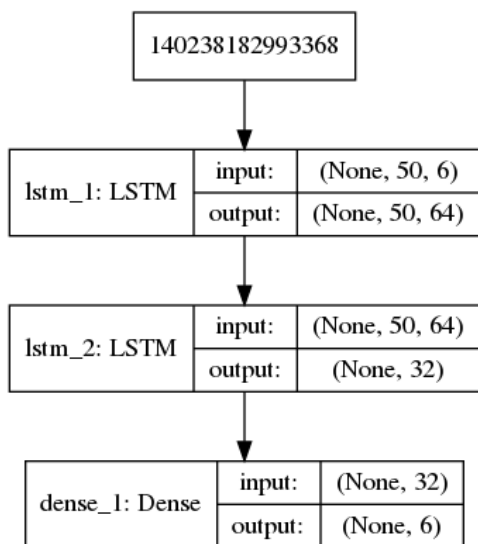 140238182993368
lstm_1: LSTM
input:
(None, 50, 6)
output:
(None, 50, 64)
lstm_2: LSTM
input:
(None, 50, 64)
output:
(None, 32)
dense_1: Dense
input:
(None, 32)
output:
(None, 6)